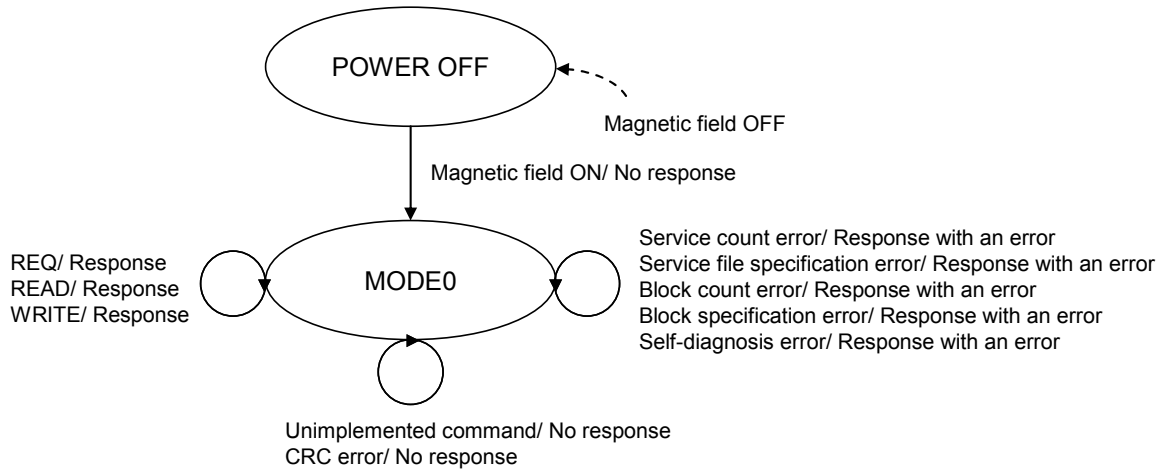 POWER OFF
Magnetic field OFF
Magnetic field ON/ No response
REQ/ Response
READ/ Response
WRITE/ Response
MODE0
Service count error/ Response with an error
Service file specification error/ Response with an error
Block count error/ Response with an error
Block specification error/ Response with an error
Self-diagnosis error/ Response with an error
Unimplemented command/ No response
CRC error/ No response